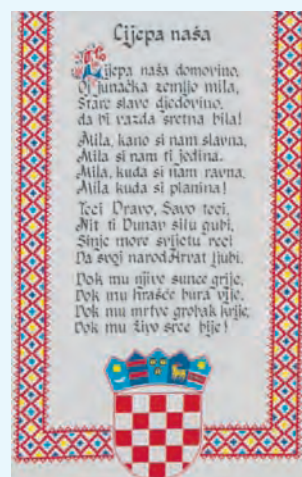 Cijepa naša
Lijepa naša domovino,
Oj junačka zemljo mila,
Stare slave djedovino,
da bi vazda sretna bila!
Mila, kano si nam slavna,
Mila si nam ti jedina.
Mila, kuda si nam ravna,
Mila kuda si planina!
Teci Dravo, Savo teci,
Nit ti Dunav silu gubi,
Sinje more svijetu reci
Da svoj narod Hrvat ljubi.
Dok mu njive sunce grije,
Dok mu hrašće bura vije,
Dok mu mrtve grobak krije,
Dok mu živo srce bije!